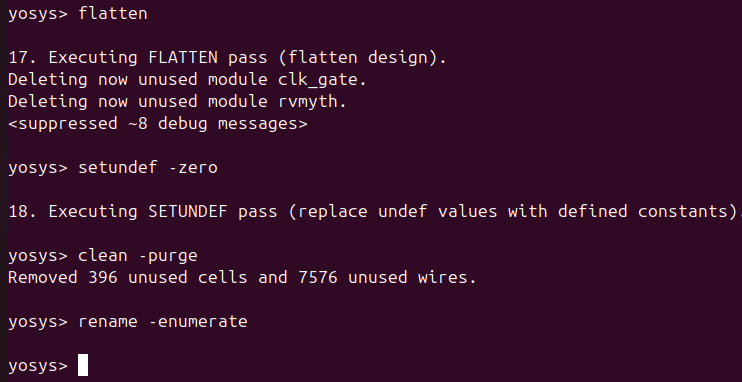 yosys> flatten
17. Executing FLATTEN pass (flatten design).
Deleting now unused module clk_gate.
Deleting now unused module rvmyth.
<suppressed ~8 debug messages>
yosys> setundef -zero
18. Executing SETUNDEF pass (replace undef values with defined constants).
yosys> clean -purge
Removed 396 unused cells and 7576 unused wires.
yosys> rename -enumerate
yosys>